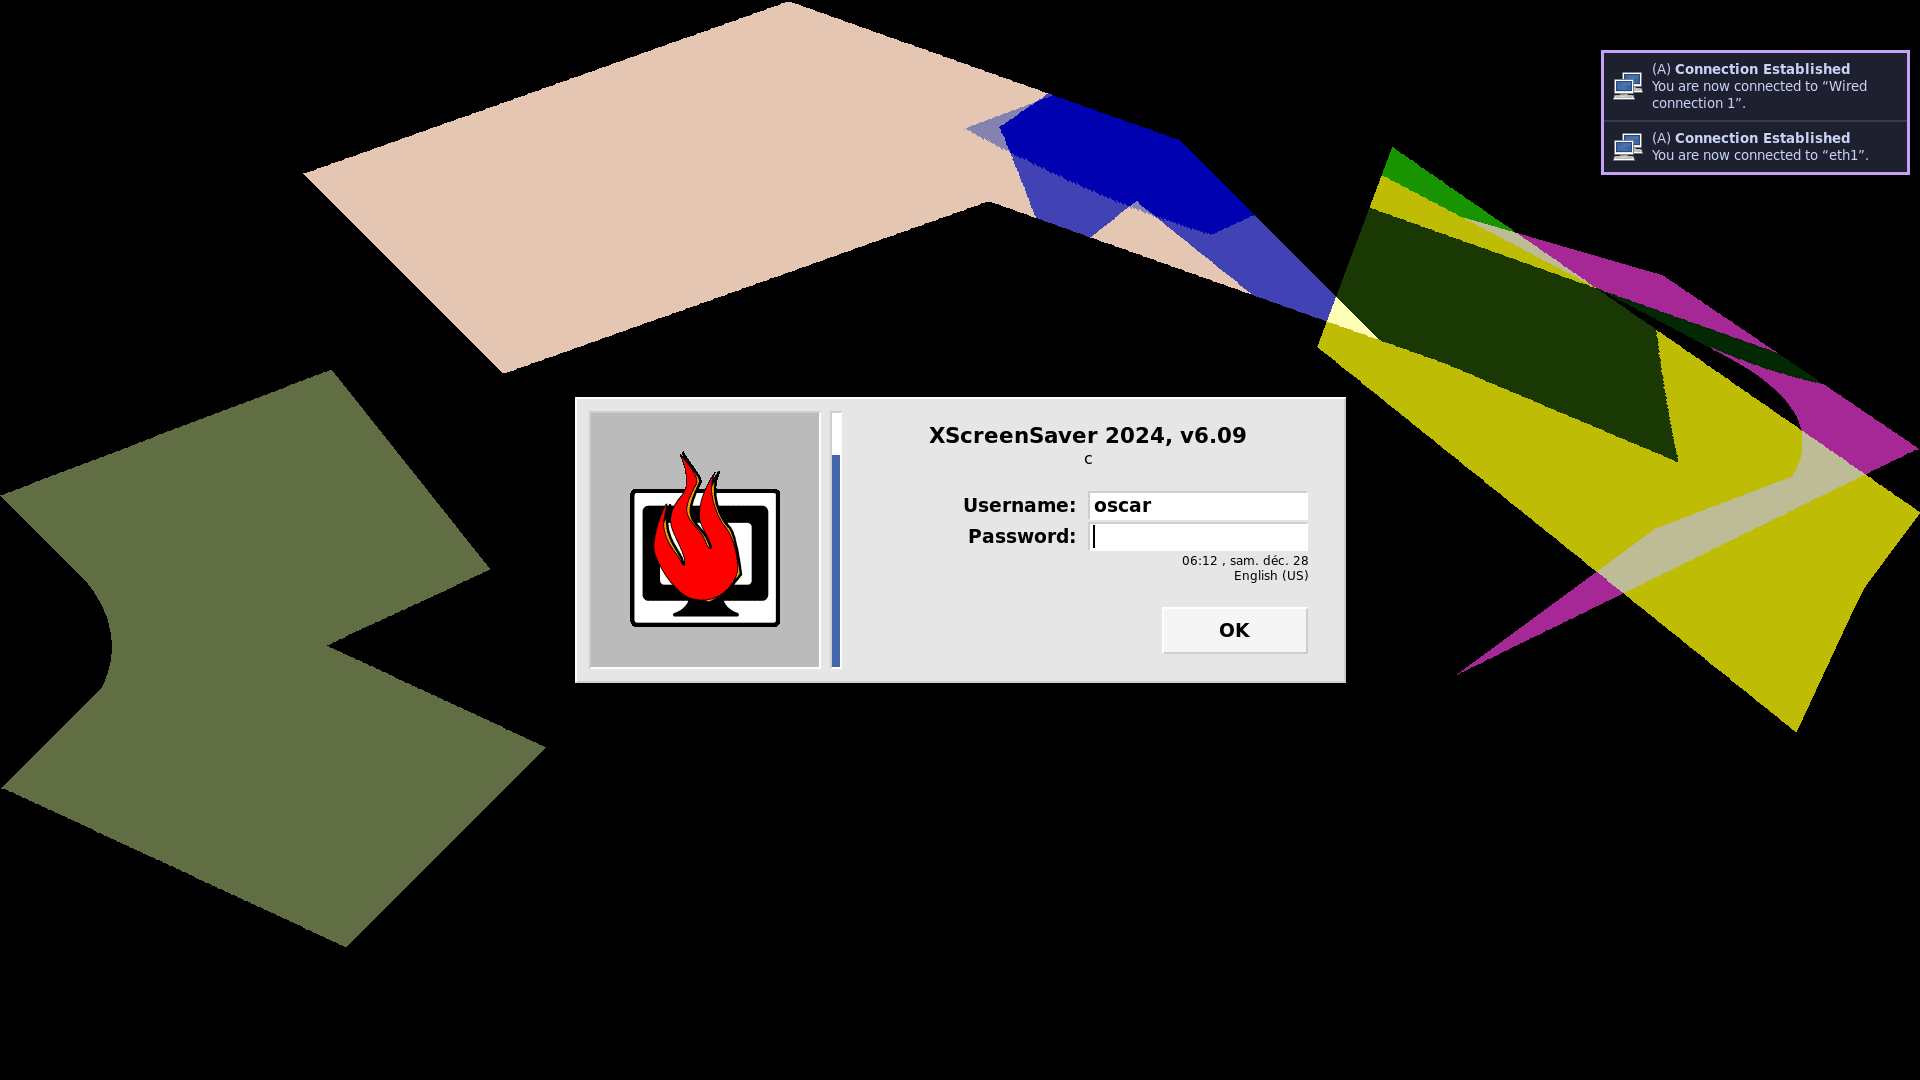 (A) Connection Established
You are now connected to “Wired
connection 1”.
(A) Connection Established
You are now connected to “eth1”.
XScreenSaver 2024, v6.09
c
Username: oscar
Password:
06:12 , sam. déc. 28
English (US)
OK